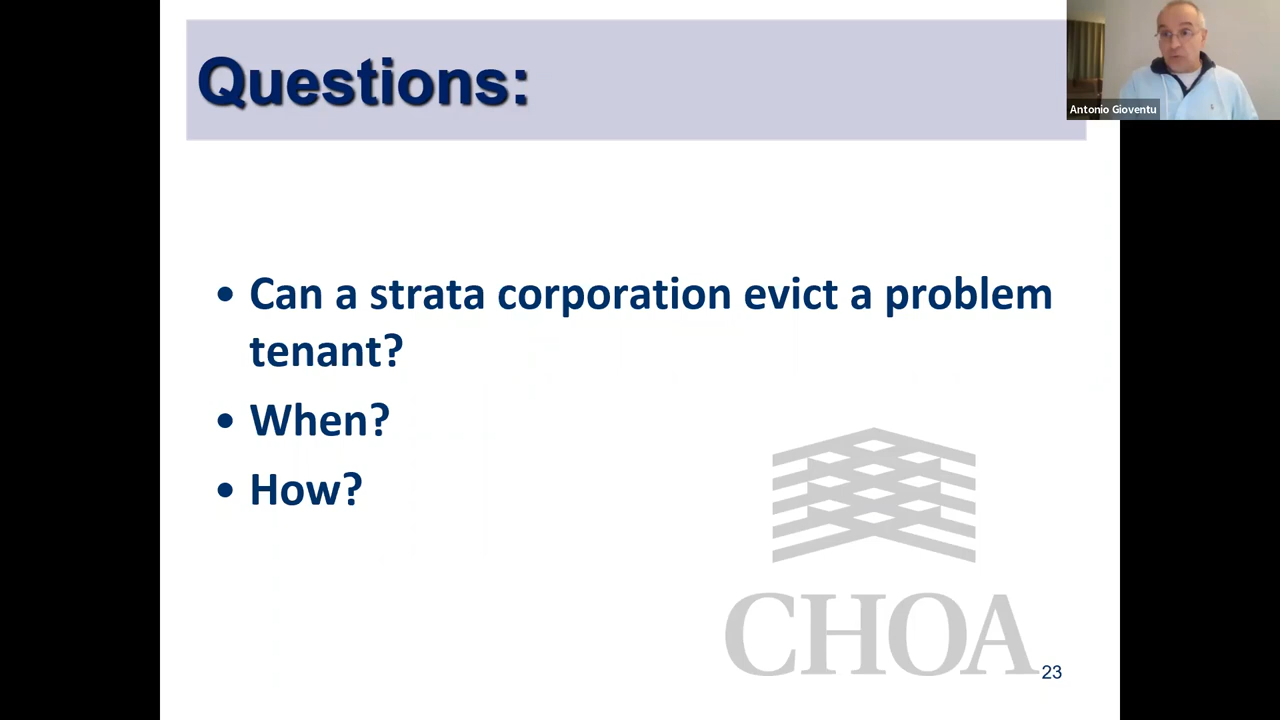 Questions:
Antonio Gioventu
• Can a strata corporation evict a problem
tenant?
• When?
• How?
CHOA
23